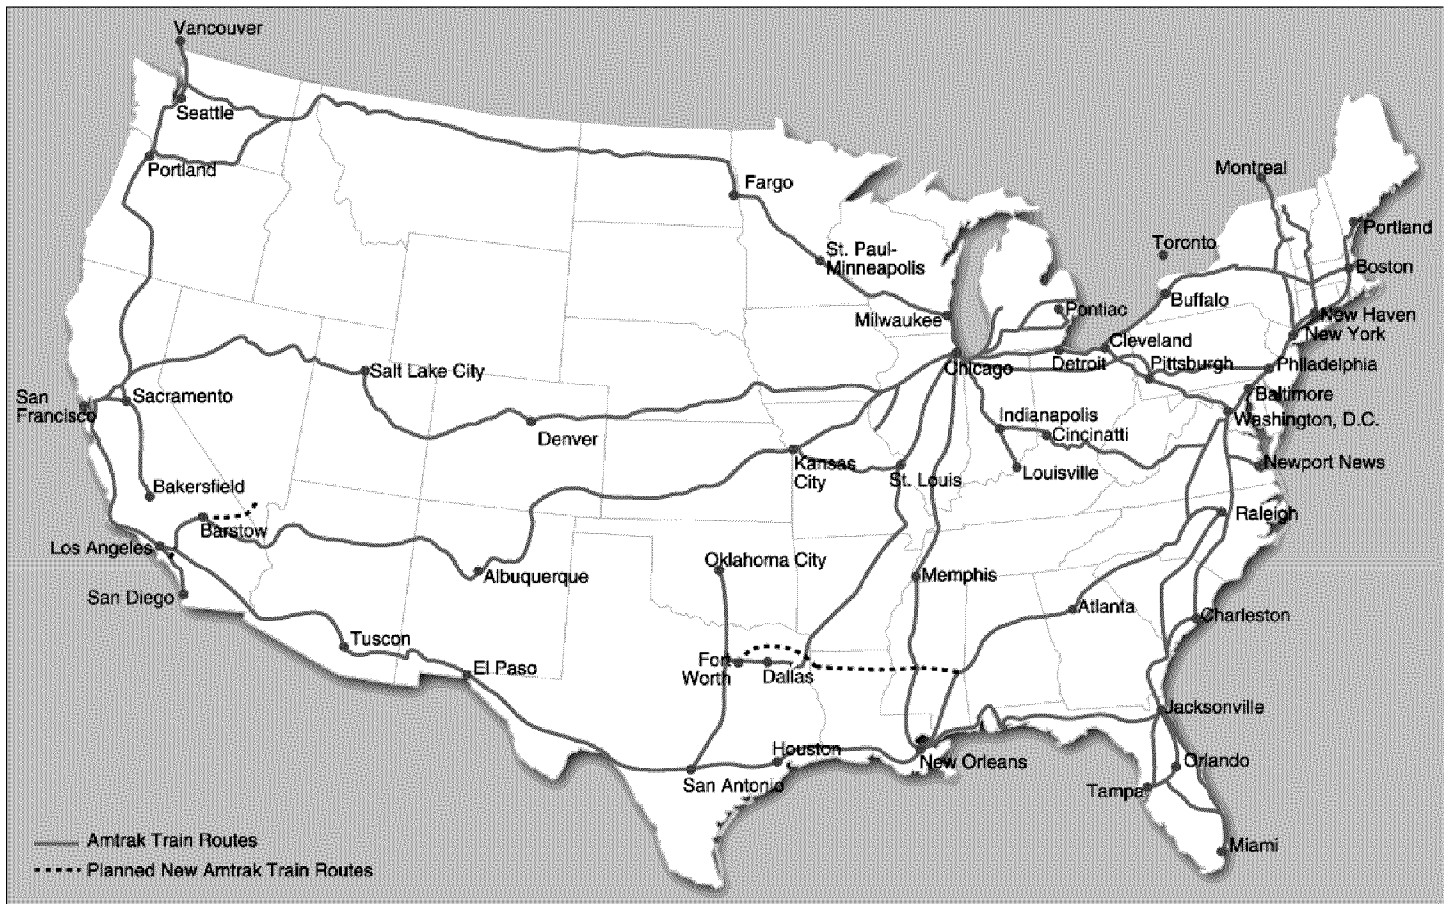 Vancouver
Seattle
Portland
Fargo
Montreal
Portland
Toronto
St. Paul-
Minneapolis
Boston
Buffalo
Milwaukee
Pontiac
New Haven
New York
Cleveland
Chicago
Detroit
Pittsburgh
Philadelphia
Salt Lake City
San
Francisco
Sacramento
Baltimore
Washington, D.C.
Denver
Indianapolis
Cincinatti
Kansas
City
St. Louis
Louisville
Newport News
Bakersfield
Barstow
Raleigh
Los Angeles
Albuquerque
Oklahoma City
Memphis
San Diego
Atlanta
Charleston
Tuscon
El Paso
Fort
Worth
Dallas
Jacksonville
Houston
New Orleans
Orlando
San Antonio
Tampa
Miami
Amtrak Train Routes
Planned New Amtrak Train Routes